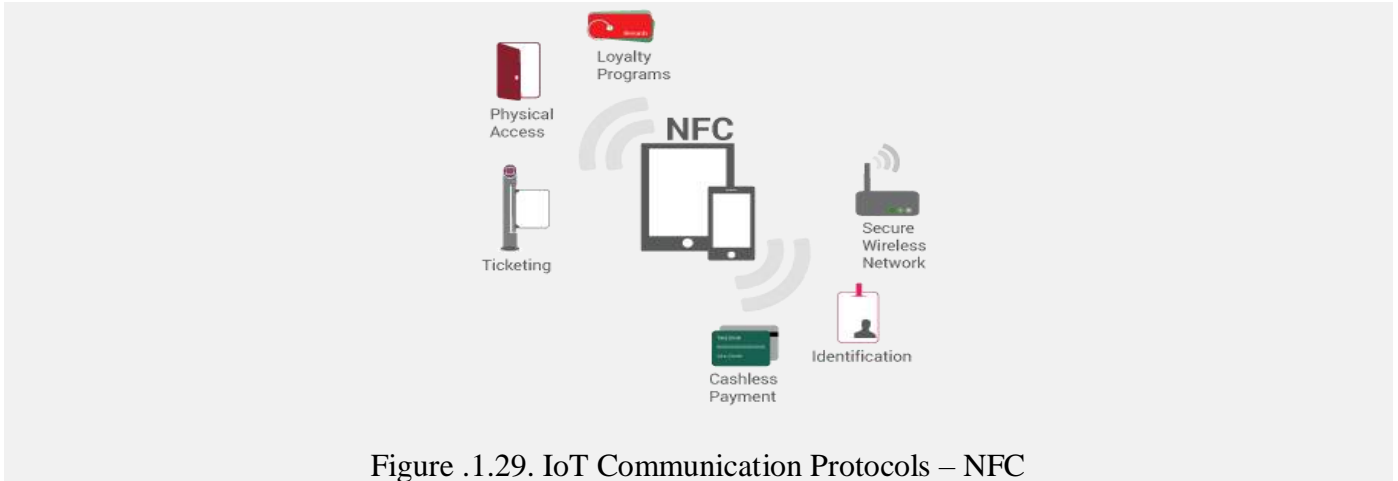 Rewards
Loyalty
Programs
Physical
Access
NFC
Ticketing
Secure
Wireless
Network
Identification
Cashless
Payment
Figure .1.29. IoT Communication Protocols – NFC